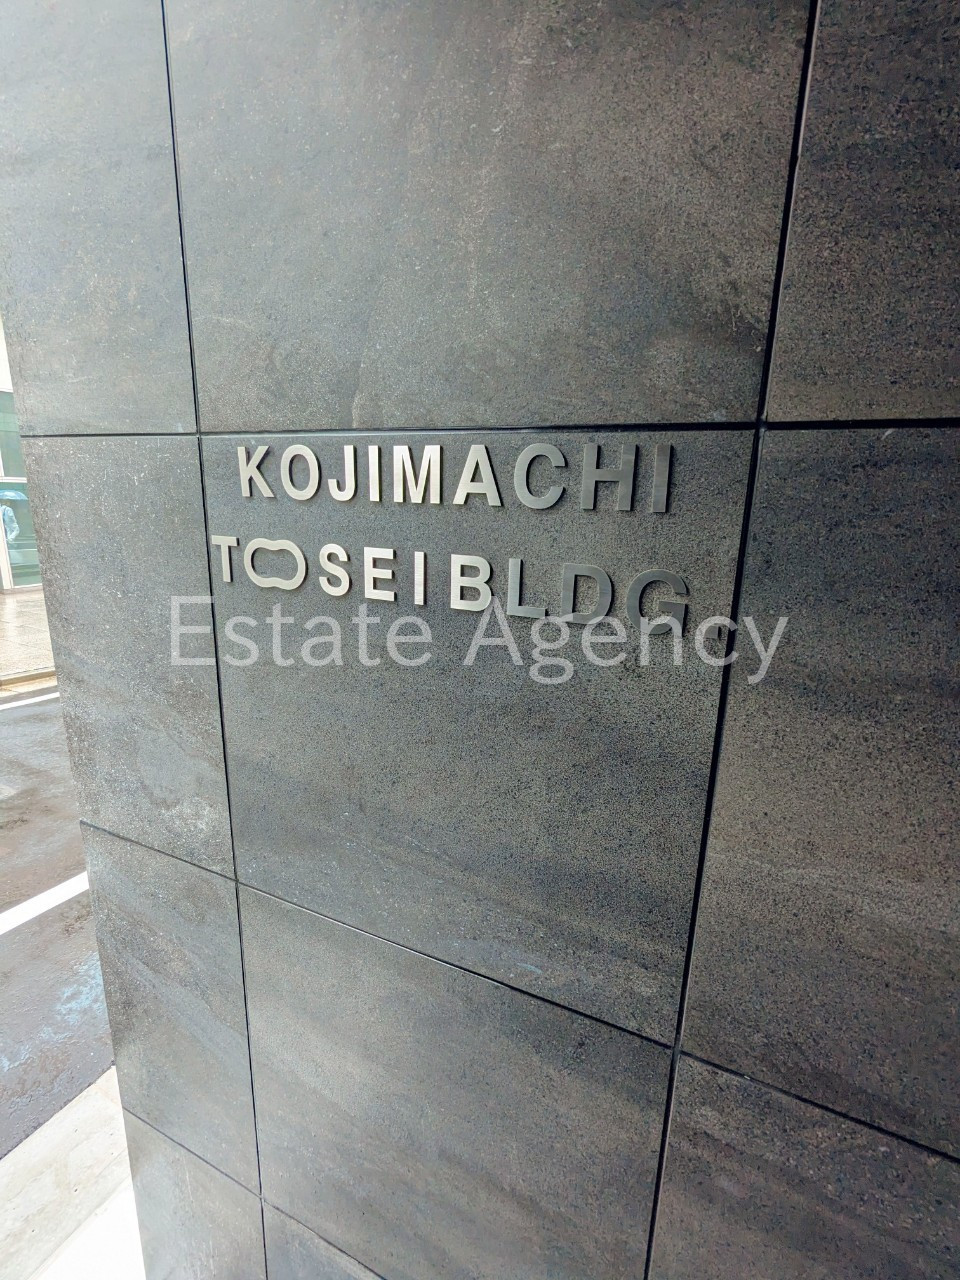 KOJIMACHI
TOSEI BLDG
Estate Agency